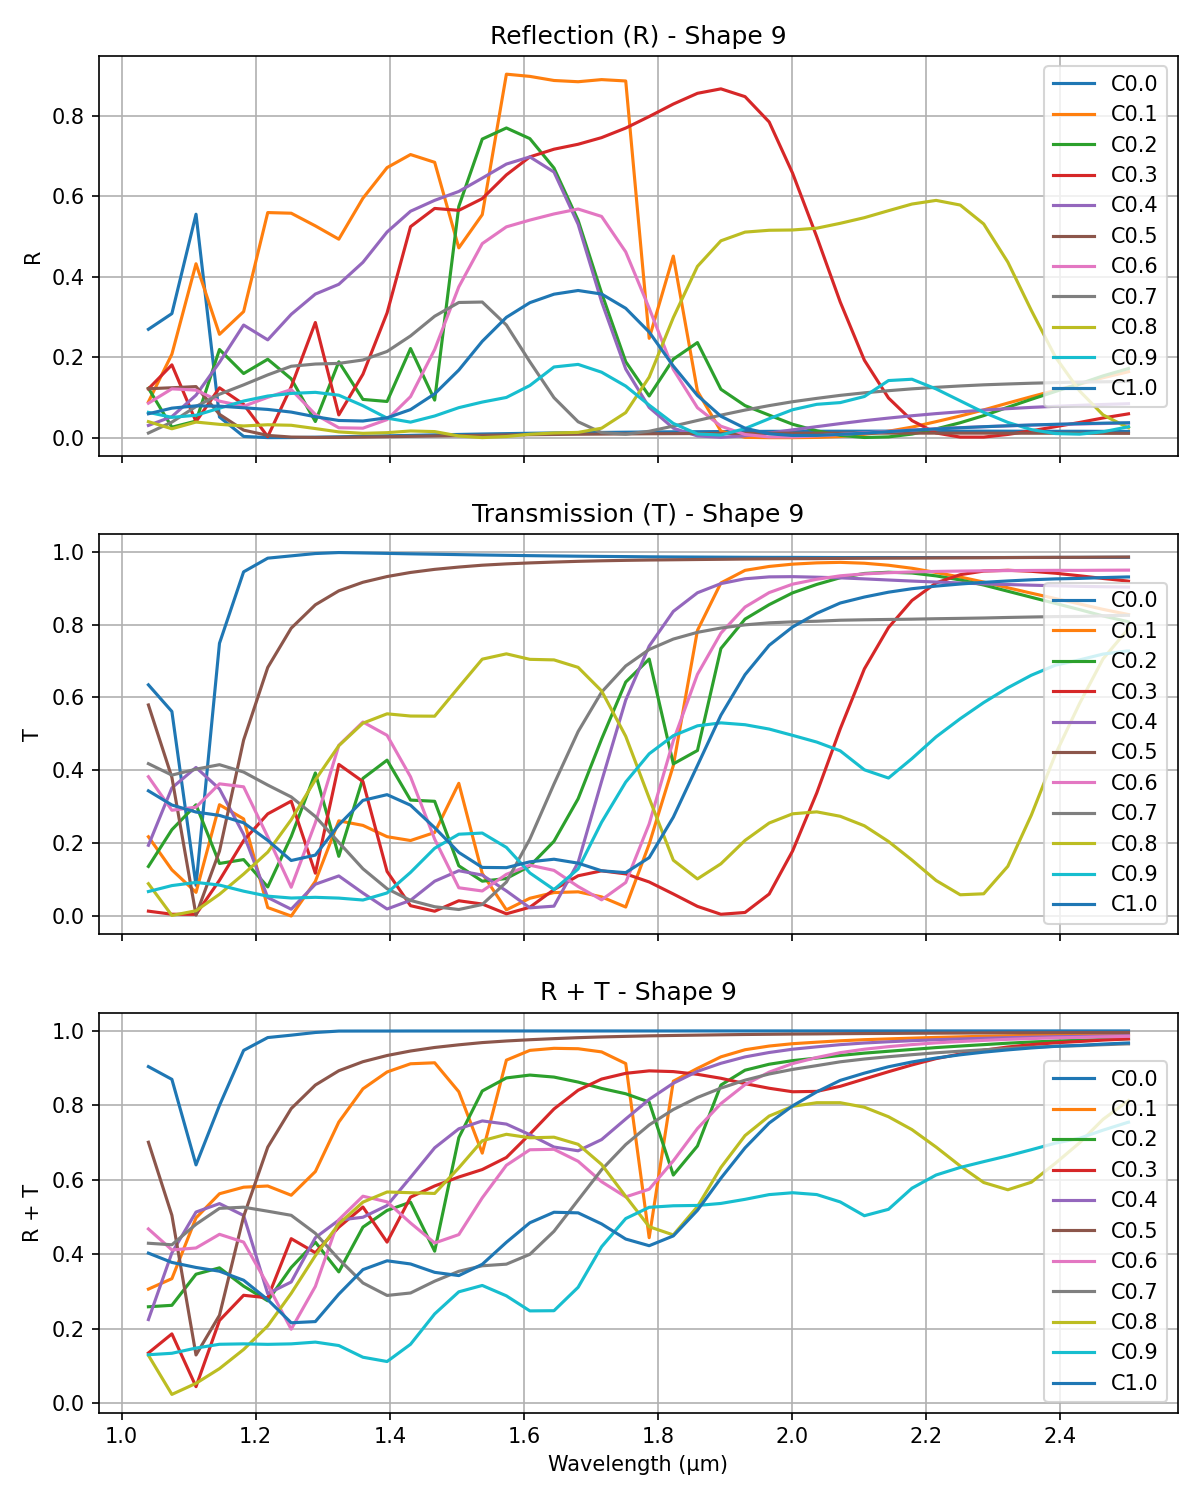 Reflection (R) - Shape 9
R
0.8
0.6
0.4
0.2
0.0
C0.0
C0.1
C0.2
C0.3
C0.4
C0.5
C0.6
C0.7
C0.8
C0.9
C1.0
Transmission (T) - Shape 9
T
1.0
0.8
0.6
0.4
0.2
0.0
C0.0
C0.1
C0.2
C0.3
C0.4
C0.5
C0.6
C0.7
C0.8
C0.9
C1.0
R + T - Shape 9
R + T
1.0
0.8
0.6
0.4
0.2
0.0
C0.0
C0.1
C0.2
C0.3
C0.4
C0.5
C0.6
C0.7
C0.8
C0.9
C1.0
1.0 1.2 1.4 1.6 1.8 2.0 2.2 2.4
Wavelength (μm)